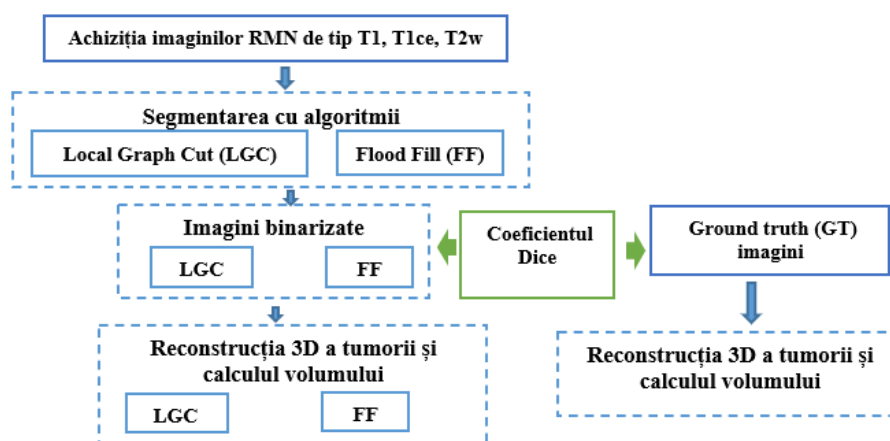 Achiziția imaginilor RMN de tip T1, T1ce, T2w
Segmentarea cu algoritmii
Local Graph Cut (LGC)
Flood Fill (FF)
Imagini binarizate
LGC
FF
Coeficientul
Dice
Ground truth (GT)
imagini
Reconstrucția 3D a tumorii și
calculul volumului
LGC
FF
Reconstrucția 3D a tumorii și
calculul volumului